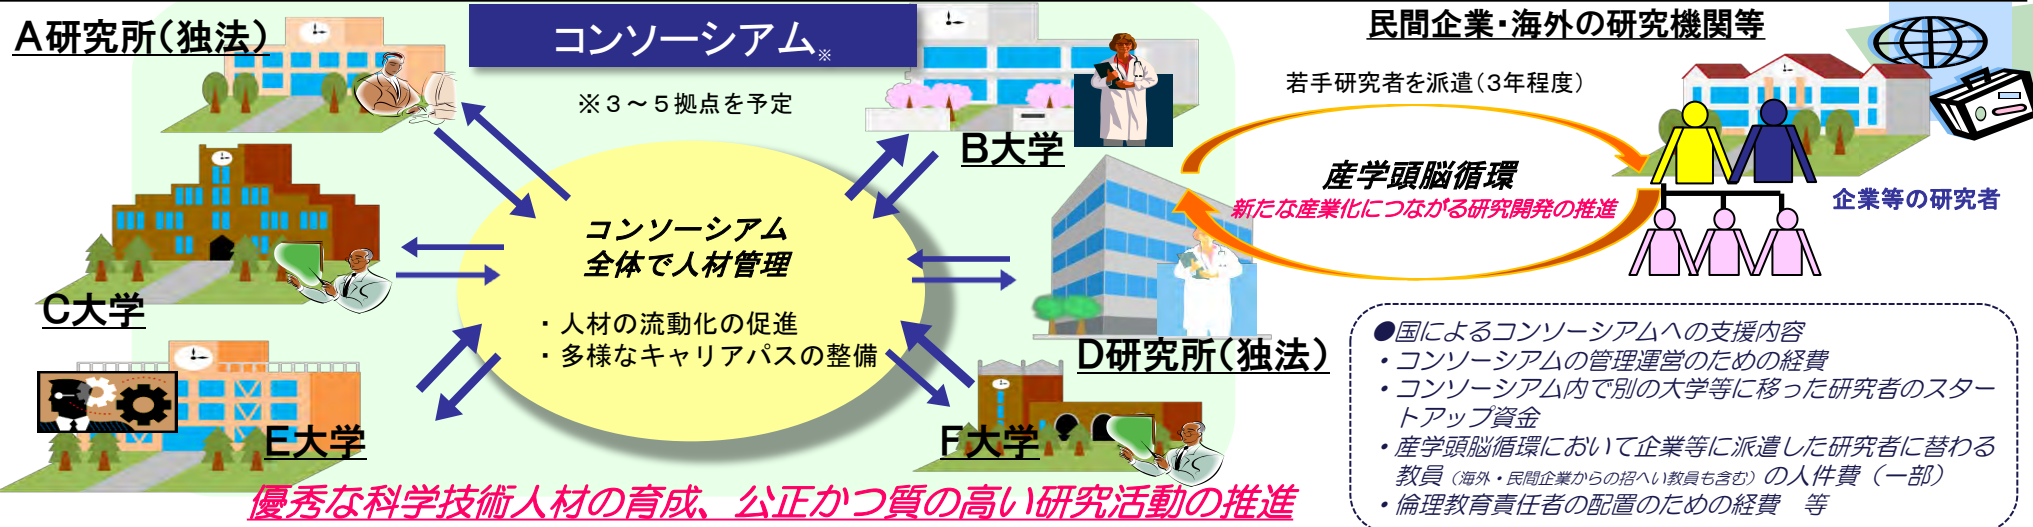 A研究所(独法)
コンソーシアム※
※3~5拠点を予定
B大学
C大学
コンソーシアム
全体で人材管理
・人材の流動化の促進
・多様なキャリアパスの整備
D研究所(独法)
E大学
F大学
優秀な科学技術人材の育成、公正かつ質の高い研究活動の推進
民間企業・海外の研究機関等
若手研究者を派遣(3年程度)
産学頭脳循環
新たな産業化につながる研究開発の推進
企業等の研究者
●国によるコンソーシアムへの支援内容
・コンソーシアムの管理運営のための経費
・コンソーシアム内で別の大学等に移った研究者のスター
トアップ資金
・産学頭脳循環において企業等に派遣した研究者に替わる
教員(海外・民間企業からの招へい教員も含む)の人件費(一部)
・倫理教育責任者の配置のための経費 等